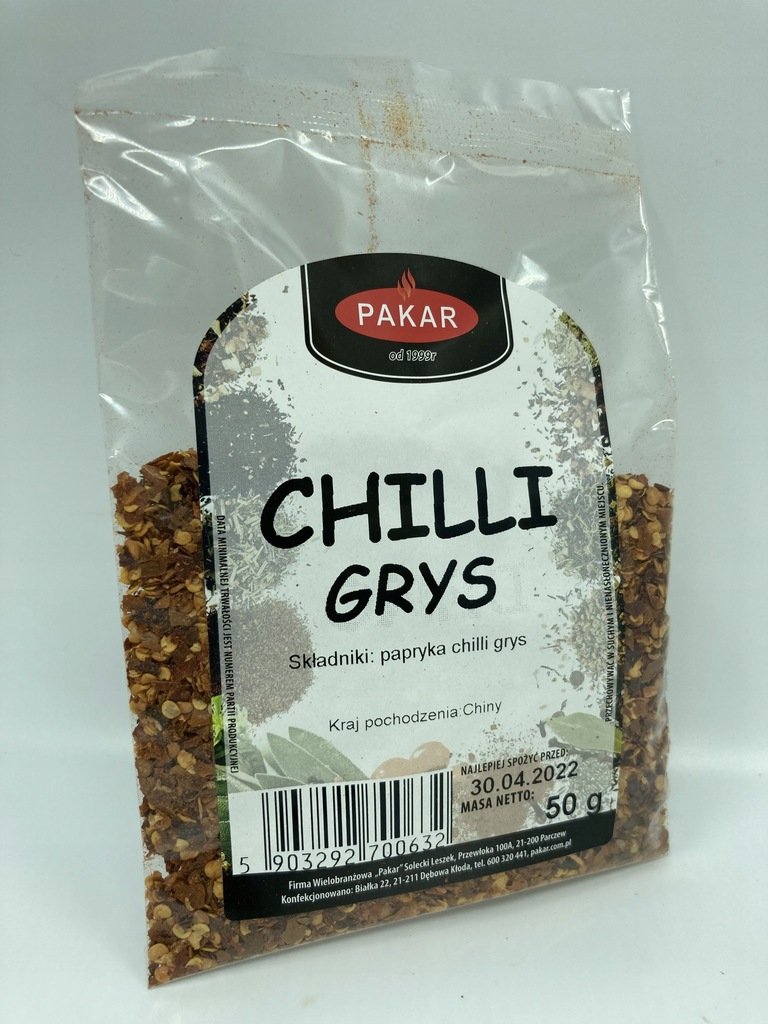 PAKAR
od 1999r
CHILLI
GRYS
Składniki: papryka chilli grys
Kraj pochodzenia:Chiny
DATA MINIMALNEJ TRWAŁOŚCI JEST NUMEREM PARTII PRODUKCYJNEJ
PRZECHOWYWAĆ W SUCHYM I NIENASŁONECZNIONYM MIEJSCU.
NAJLEPIEJ SPOŻYĆ PRZED:
30.04.2022
MASA NETTO: 50 g
5 903292 700632
Firma Wielobranżowa „Pakar" Solecki Leszek, Przewłoka 100A, 21-200 Parczew
Konfekcjonowano: Białka 22, 21-211 Dębowa Kłoda, tel. 600 320 441, pakar.com.pl